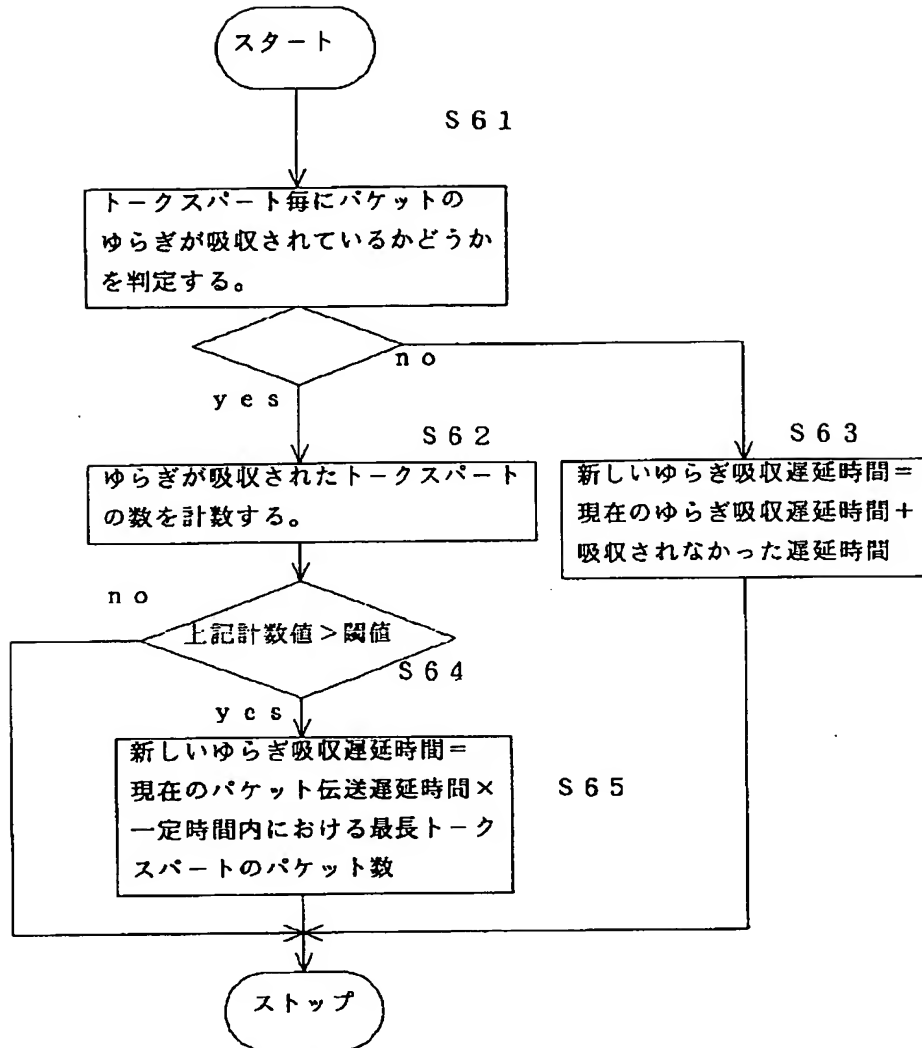 スタート
S61
トークスパート毎にパケットの
ゆらぎが吸収されているかどうか
を判定する。
no
yes
S62
ゆらぎが吸収されたトークスパート
の数を計数する。
S63
新しいゆらぎ吸収遅延時間=
現在のゆらぎ吸収遅延時間+
吸収されなかった遅延時間
no
上記計数値>閾値
S64
yes
新しいゆらぎ吸収遅延時間=
現在のパケット伝送遅延時間×
一定時間内における最長トーク
スパートのパケット数
S65
ストップ